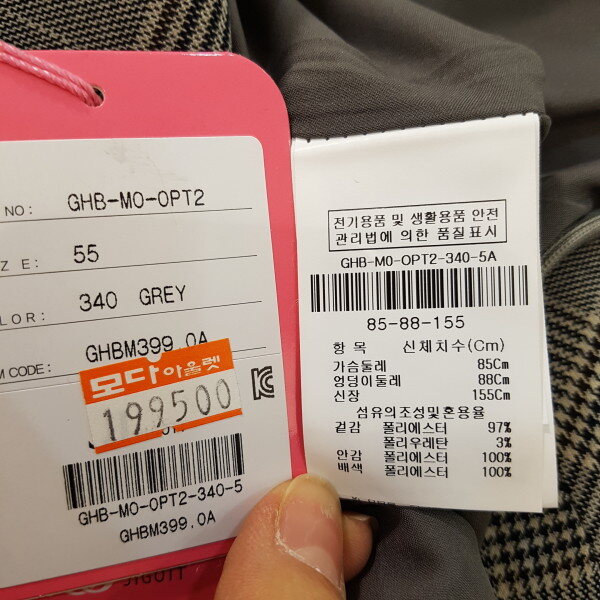 NO: GHB-MO-OPT2
ZE: 55
LOR: 340 GREY
M CODE: GHBM399.0A
모다아울렛
199500
GHB-MO-OPT2-340-5
GHBM399.0A
전기용품 및 생활용품 안전
관리법에 의한 품질표시
GHB-MO-OPT2-340-5A
85-88-155
항 목 신체치수(Cm)
가슴둘레 85Cm
엉덩이둘레 88Cm
신장 155Cm
섬유의조성및혼용율
겉감 폴리에스터 97%
폴리우레탄 3%
안감 폴리에스터 100%
배색 폴리에스터 100%